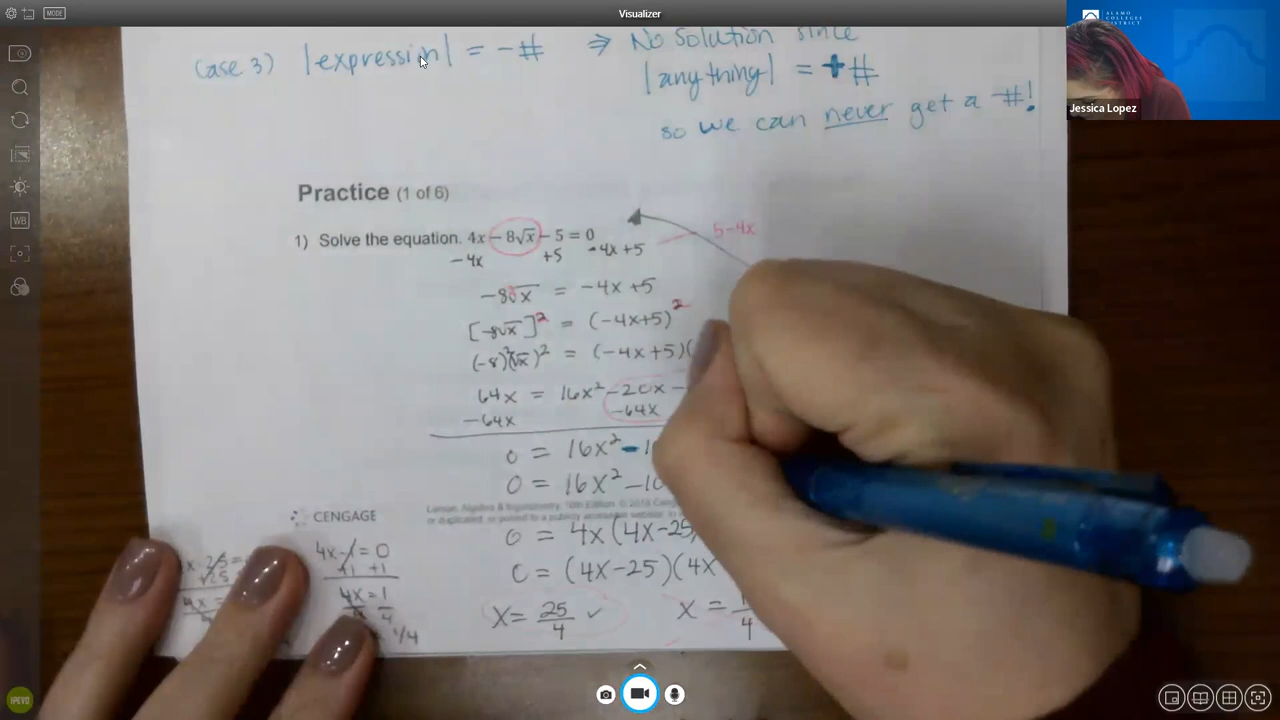 MODE
Visualizer
ALAMO
COLLEGES
DISTRICT
Jessica Lopez
Case 3) |expression| = -# ⇒ No Solution since
|anything| = +#
so we can never get a -#!
Practice (1 of 6)
1) Solve the equation. 4x - 8√x - 5 = 0
-4x +5 -4x +5
5-4x
-8√x = -4x +5
[-8√x]² = (-4x+5)²
(-8)²(√x)² = (-4x+5)(
64x = 16x² -20x -
-64x -64x
0 = 16x² - 10
0 = 16x² - 10
CENGAGE
0 = 4x(4x-25)
0 = (4x-25)(4x
x = 25/4 ✓ x = 1/4
4x-1=0
+1 +1
4x=1
4 4
1/4
WB
IPEVO